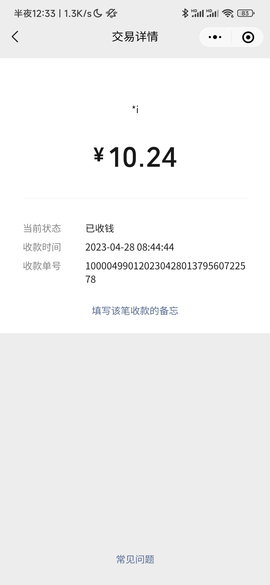 半夜12:33 | 1.3K/s
83
交易详情
*i
¥10.24
当前状态 已收钱
收款时间 2023-04-28 08:44:44
收款单号 100004990120230428013795607225
78
填写该笔收款的备忘
常见问题